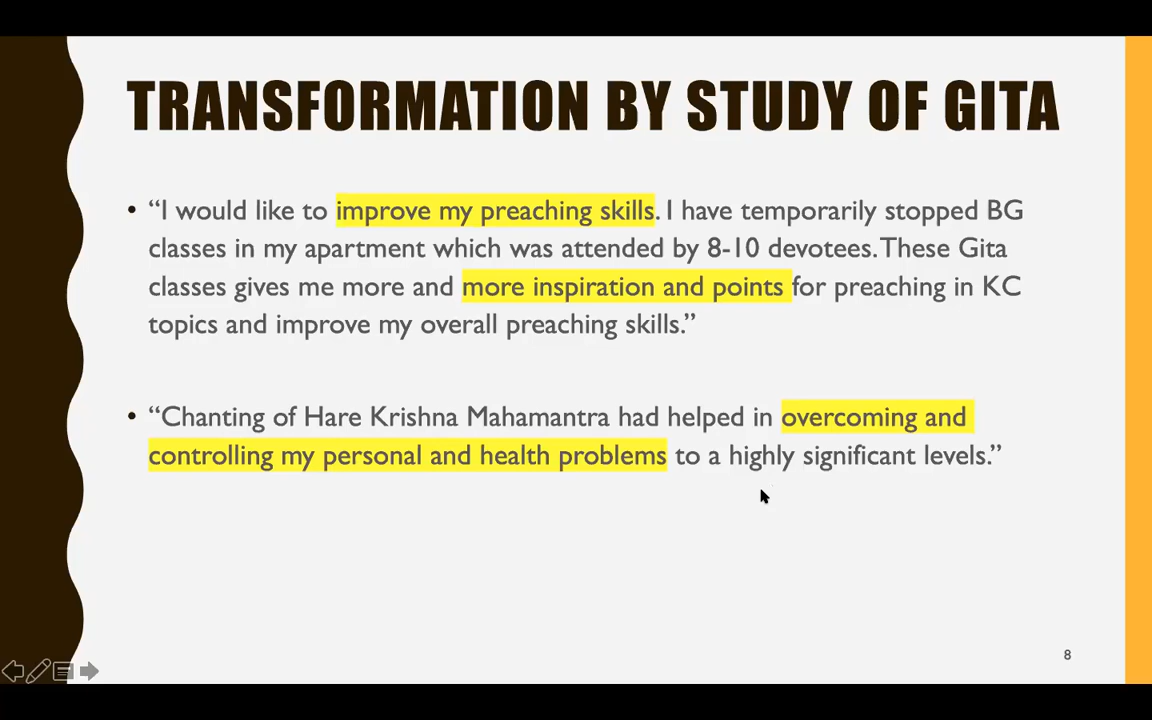 TRANSFORMATION BY STUDY OF GITA
• “I would like to improve my preaching skills. I have temporarily stopped BG
classes in my apartment which was attended by 8-10 devotees. These Gita
classes gives me more and more inspiration and points for preaching in KC
topics and improve my overall preaching skills.”
• “Chanting of Hare Krishna Mahamantra had helped in overcoming and
controlling my personal and health problems to a highly significant levels.”
8